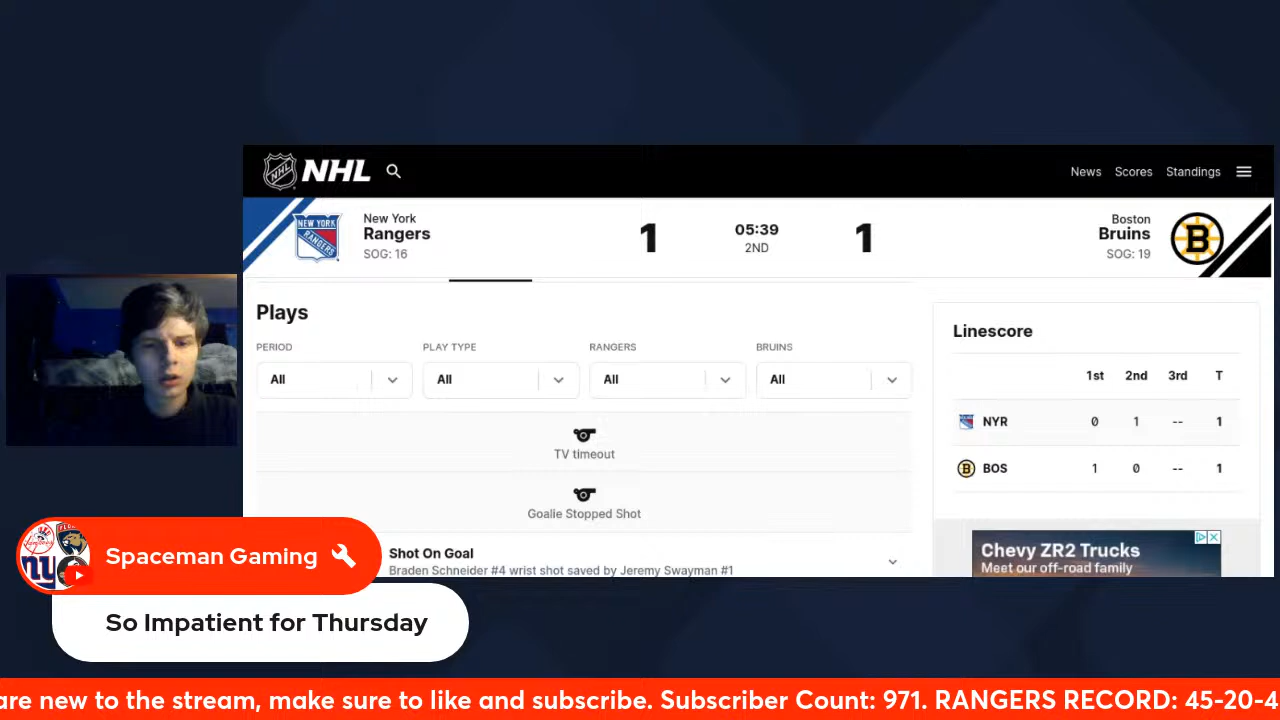 NHL
News Scores Standings
NEW YORK
RANGERS
New York
Rangers
SOG: 16
1
05:39
2ND
1
Boston
Bruins
SOG: 19
B
Plays
PERIOD PLAY TYPE RANGERS BRUINS
All All All All
TV timeout
Goalie Stopped Shot
Shot On Goal
Braden Schneider #4 wrist shot saved by Jeremy Swayman #1
Linescore
1st 2nd 3rd T
NYR 0 1 -- 1
B BOS 1 0 -- 1
Chevy ZR2 Trucks
Meet our off-road family
Spaceman Gaming
So Impatient for Thursday
are new to the stream, make sure to like and subscribe. Subscriber Count: 971. RANGERS RECORD: 45-20-4